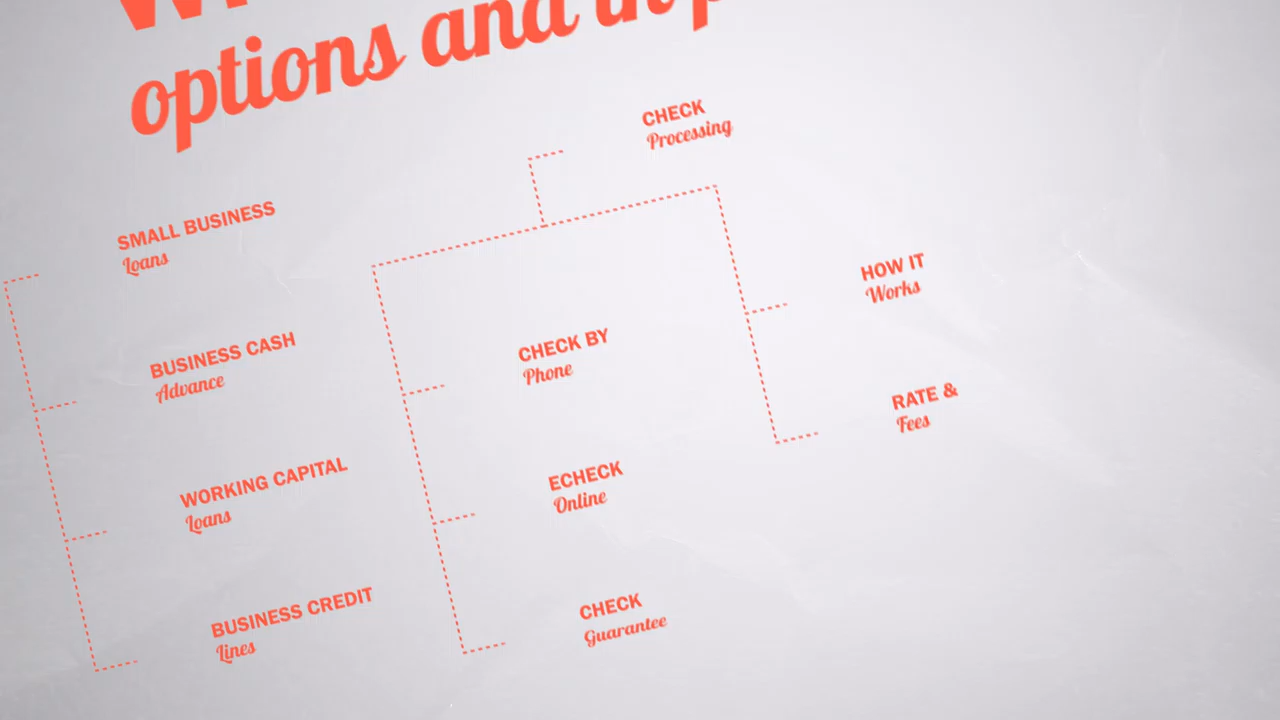 options and
SMALL BUSINESS
Loans
BUSINESS CASH
Advance
WORKING CAPITAL
Loans
BUSINESS CREDIT
Lines
CHECK
Processing
CHECK BY
Phone
ECHECK
Online
CHECK
Guarantee
HOW IT
Works
RATE &
Fees